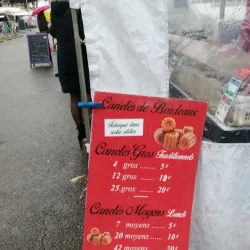 Canelés de Bordeaux
Fabriqué dans
notre atelier
Canelés Gros Traditionnels
4 gros ........ 5€
12 gros ....... 10€
25 gros ....... 20€
Canelés Moyens Lunch
7 moyens ..... 5€
20 moyens .... 10€
42 moyens 20€